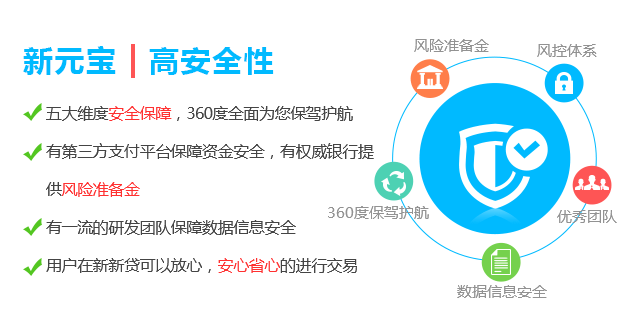 新元宝 | 高安全性
五大维度安全保障，360度全面为您保驾护航
有第三方支付平台保障资金安全，有权威银行提
供风险准备金
有一流的研发团队保障数据信息安全
用户在新新贷可以放心，安心省心的进行交易
风险准备金
风控体系
360度保驾护航
优秀团队
数据信息安全